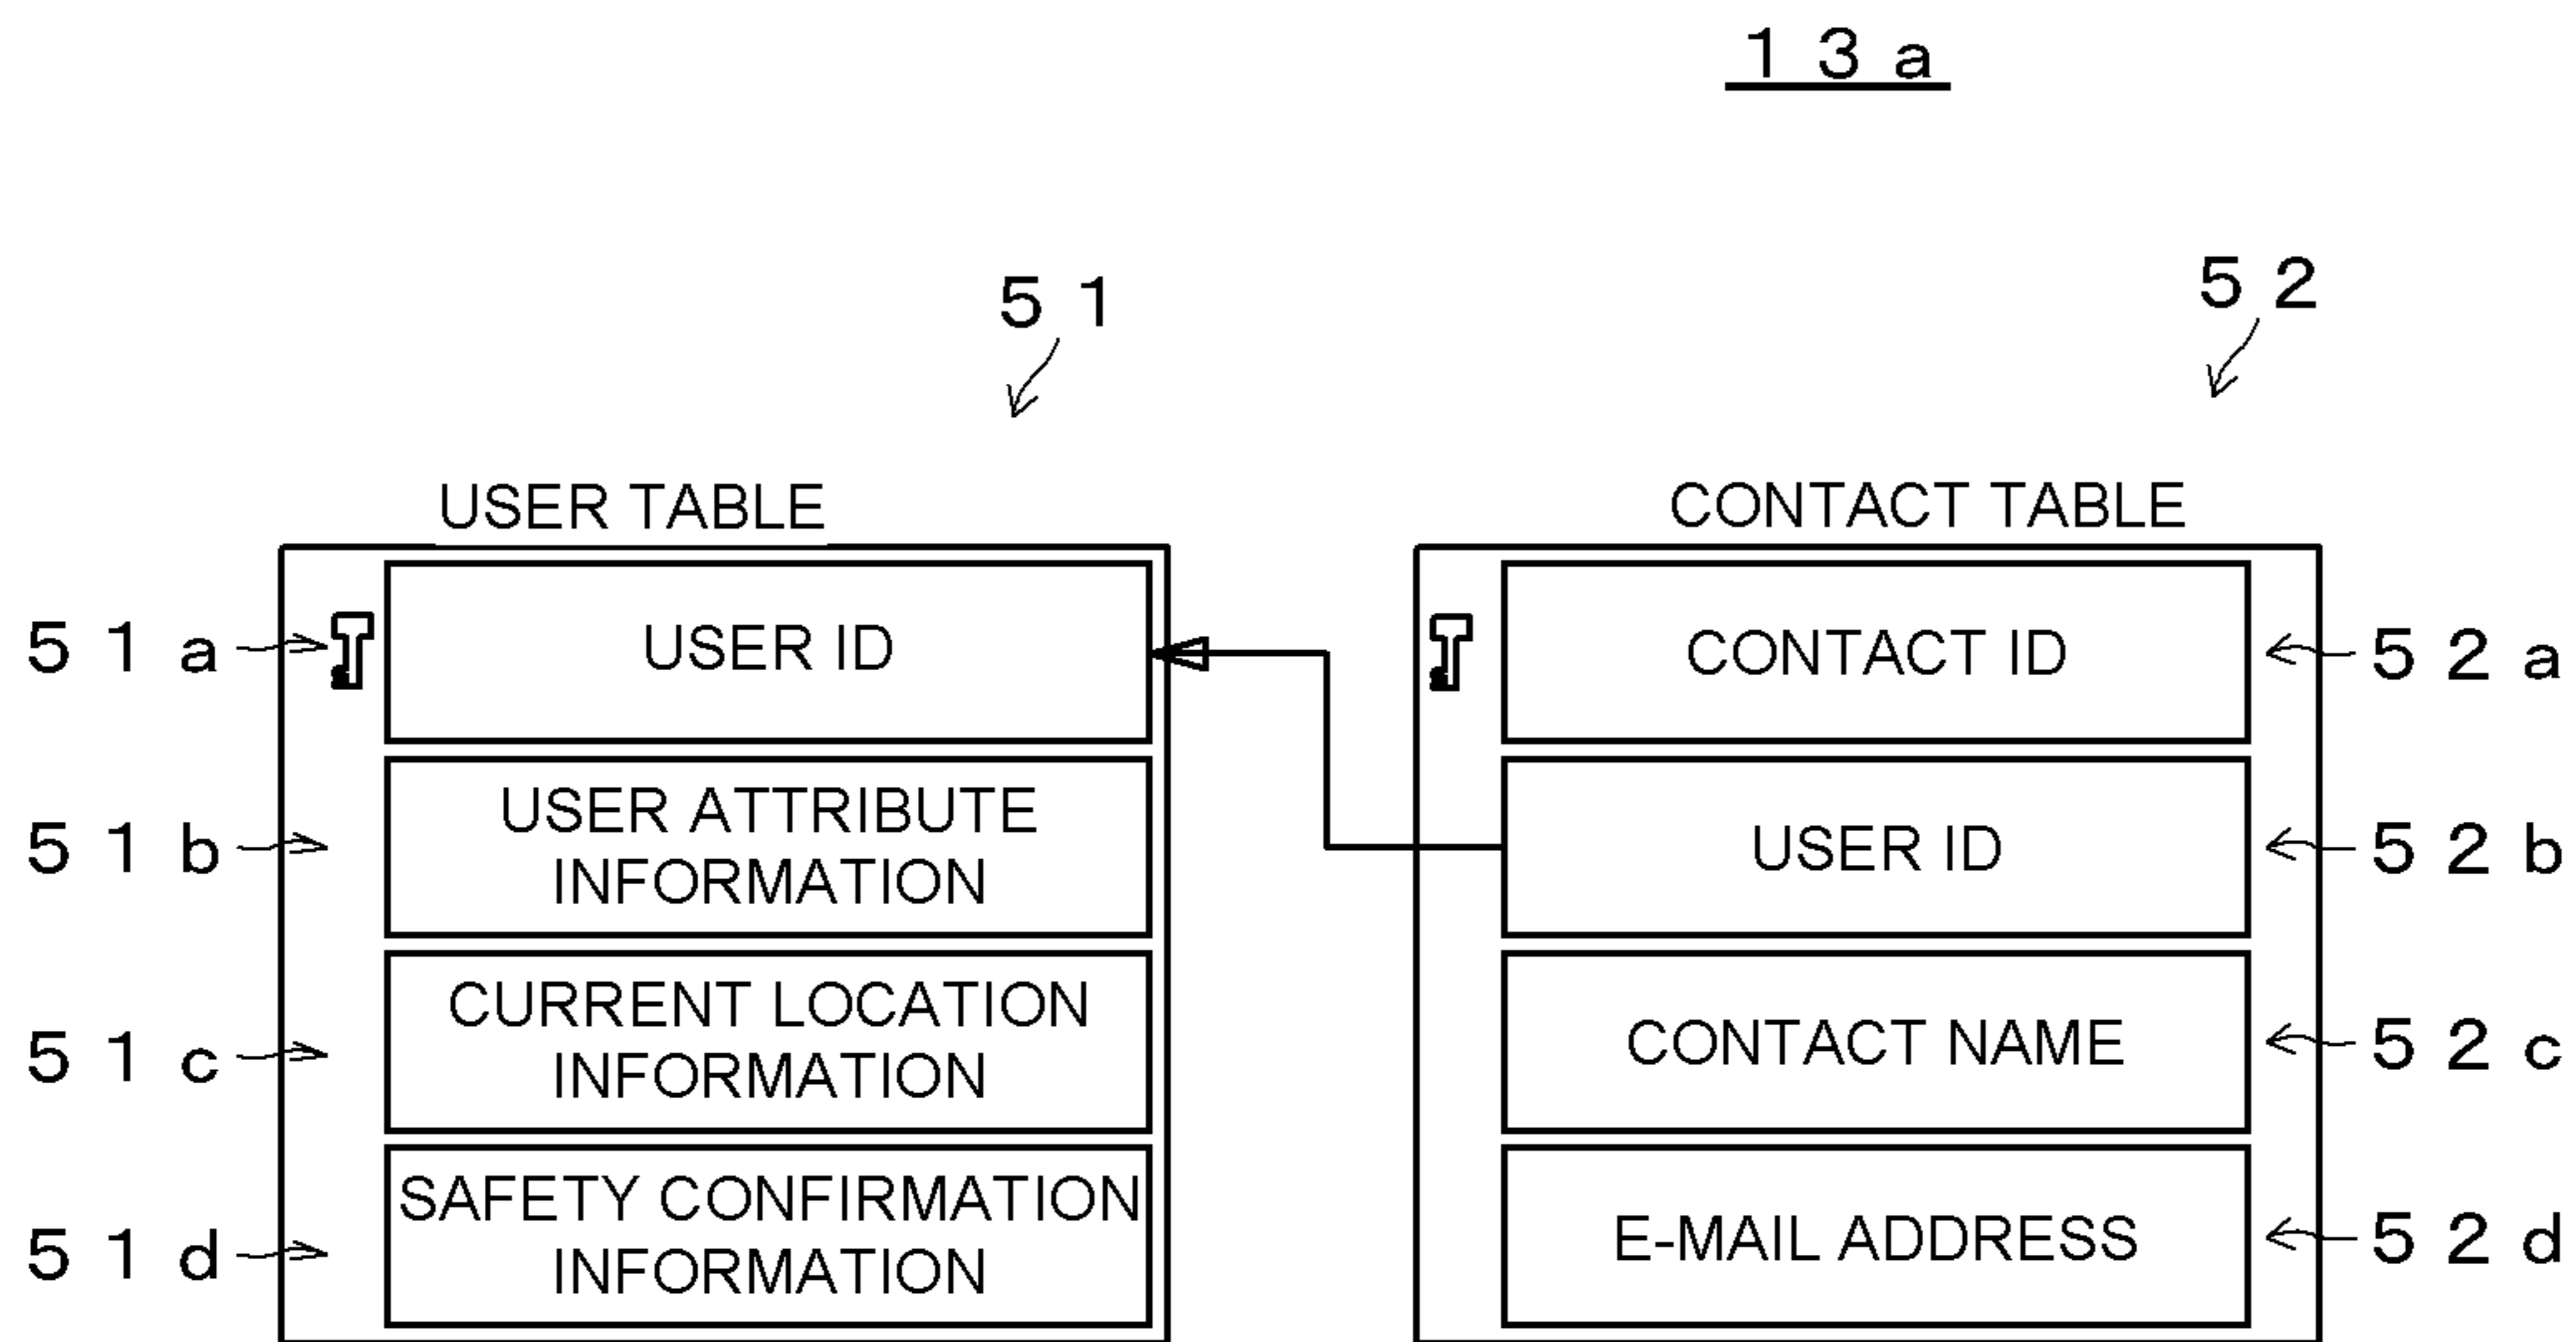 13a
51
52
USER TABLE
CONTACT TABLE
51a
USER ID
CONTACT ID
52a
51b
USER ATTRIBUTE
INFORMATION
USER ID
52b
51c
CURRENT LOCATION
INFORMATION
CONTACT NAME
52c
51d
SAFETY CONFIRMATION
INFORMATION
E-MAIL ADDRESS
52d